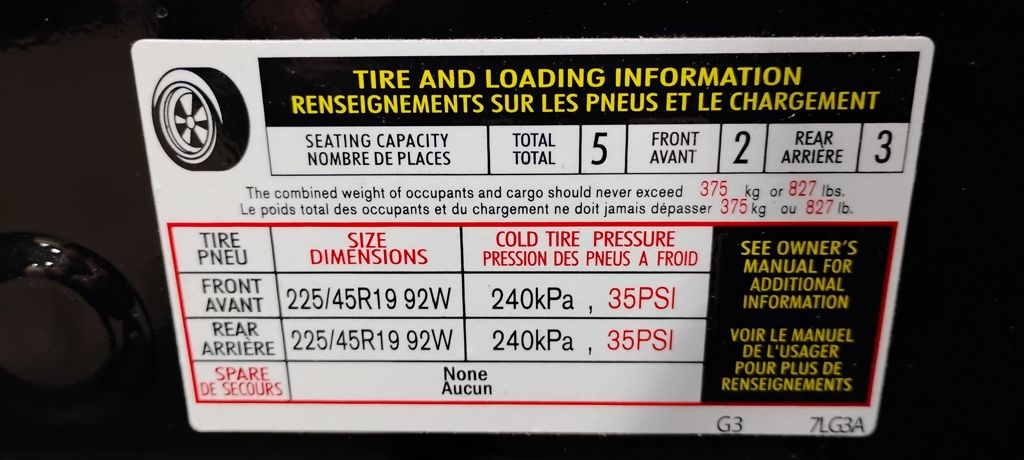 TIRE AND LOADING INFORMATION
RENSEIGNEMENTS SUR LES PNEUS ET LE CHARGEMENT
SEATING CAPACITY
NOMBRE DE PLACES
TOTAL
TOTAL
5
FRONT
AVANT
2
REAR
ARRIÈRE
3
The combined weight of occupants and cargo should never exceed 375 kg or 827 lbs.
Le poids total des occupants et du chargement ne doit jamais dépasser 375 kg ou 827 lb.
TIRE
PNEU
SIZE
DIMENSIONS
COLD TIRE PRESSURE
PRESSION DES PNEUS A FROID
FRONT
AVANT
225/45R19 92W
240kPa , 35PSI
REAR
ARRIÈRE
225/45R19 92W
240kPa , 35PSI
SPARE
DE SECOURS
None
Aucun
SEE OWNER'S
MANUAL FOR
ADDITIONAL
INFORMATION
VOIR LE MANUEL
DE L'USAGER
POUR PLUS DE
RENSEIGNEMENTS
G3 7LG3A